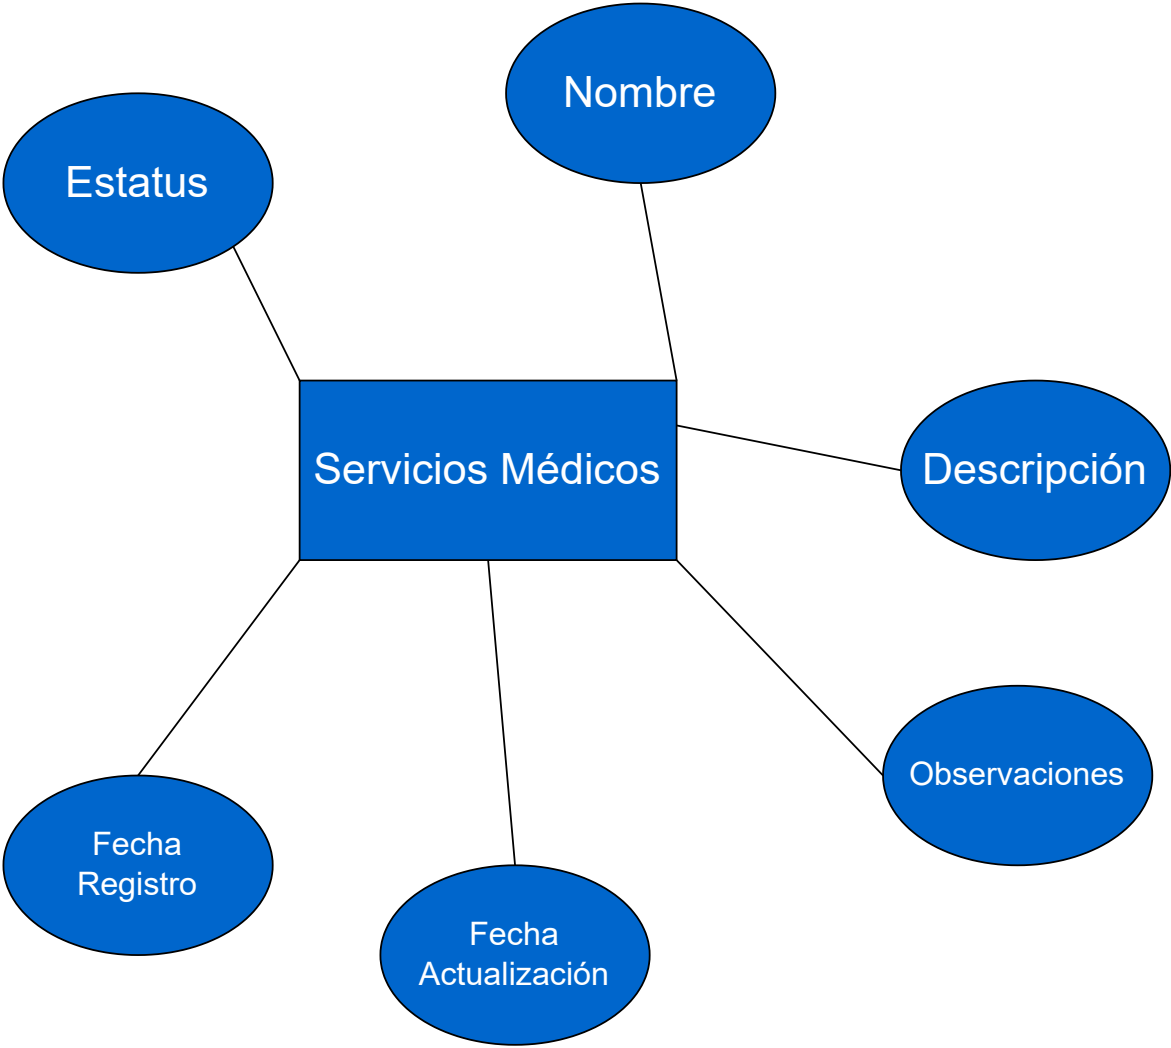 Nombre
Estatus
Servicios Médicos
Descripción
Observaciones
Fecha
Registro
Fecha
Actualización